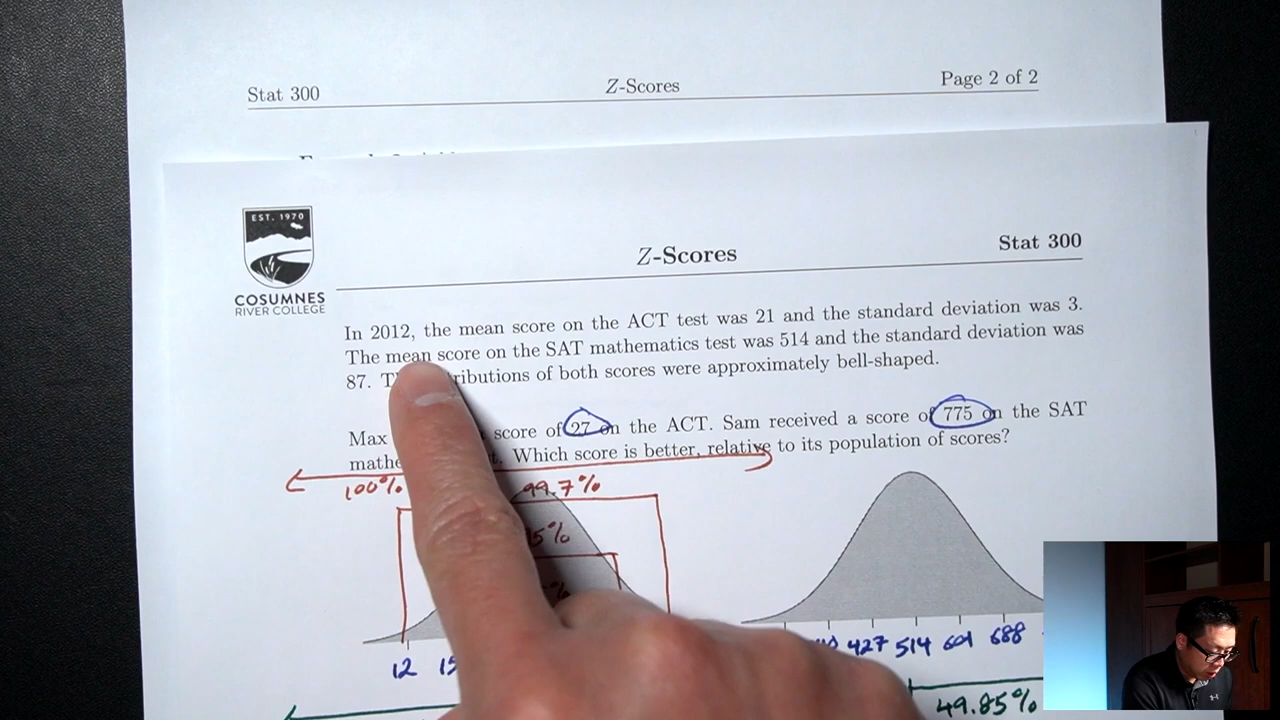 Stat 300 Z-Scores Page 2 of 2
EST. 1970
COSUMNES
RIVER COLLEGE
Z-Scores Stat 300
In 2012, the mean score on the ACT test was 21 and the standard deviation was 3.
The mean score on the SAT mathematics test was 514 and the standard deviation was
87. ributions of both scores were approximately bell-shaped.
Max score of 27 on the ACT. Sam received a score of 775 on the SAT
mathe t. Which score is better, relative to its population of scores?
100% 99.7%
5%
%
12 427 514 601 688
49.85%